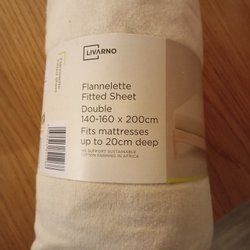 LIVARNO
Flannelette
Fitted Sheet
Double
140-160 x 200cm
Fits mattresses
up to 20cm deep
WE SUPPORT SUSTAINABLE
COTTON FARMING IN AFRICA